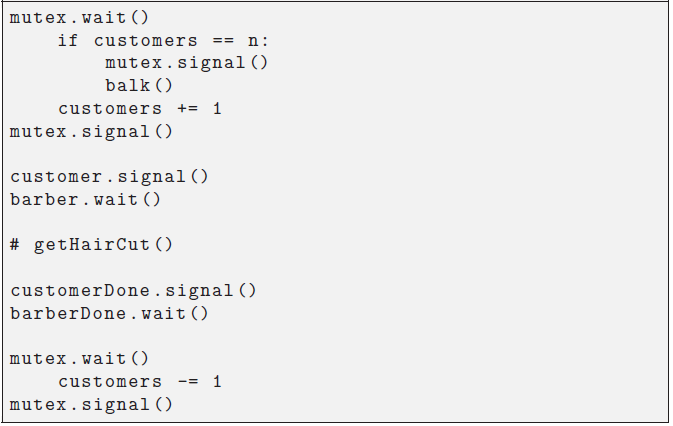 mutex.wait()
    if customers == n:
        mutex.signal()
        balk()
    customers += 1
mutex.signal()

customer.signal()
barber.wait()

# getHairCut()

customerDone.signal()
barberDone.wait()

mutex.wait()
    customers -= 1
mutex.signal()